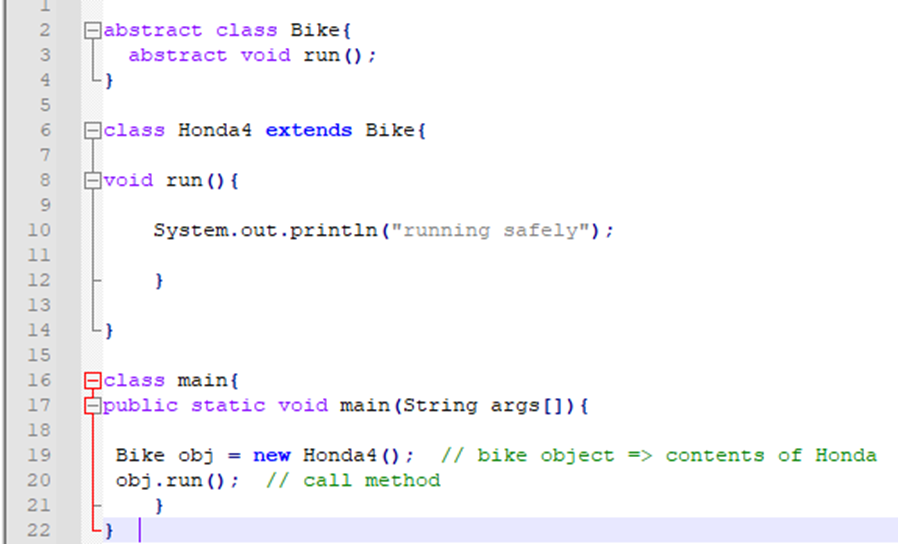 1
2 abstract class Bike{
3   abstract void run();
4 }
5
6 class Honda4 extends Bike{
7
8 void run(){
9
10     System.out.println("running safely");
11
12     }
13
14 }
15
16 class main{
17 public static void main(String args[]){
18
19  Bike obj = new Honda4();  // bike object => contents of Honda
20  obj.run();  // call method
21     }
22 }